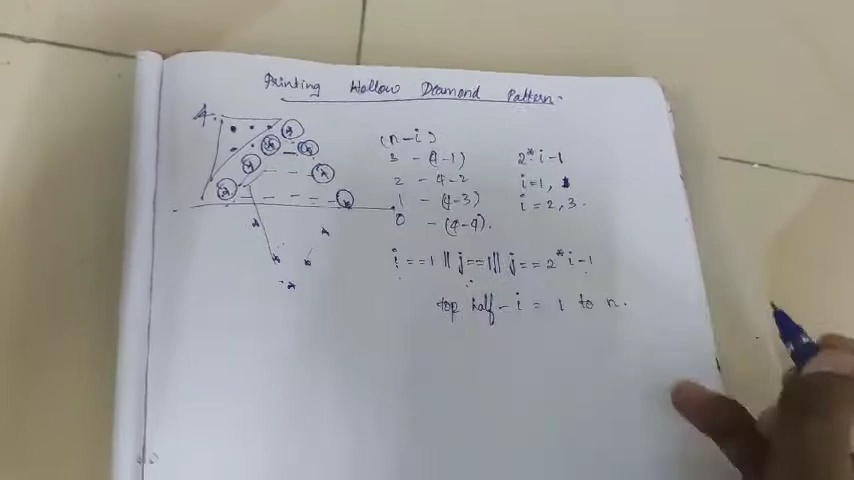 Printing Hollow Diamond Pattern.
4.
(n-i)
3 - (4-1)
2 - 4-2
1 - (4-3)
0 - (4-4).
2*i-1
i=1,
i=2,3.
i==1 || j==1 || j==2*i-1
top half - i = 1 to n.